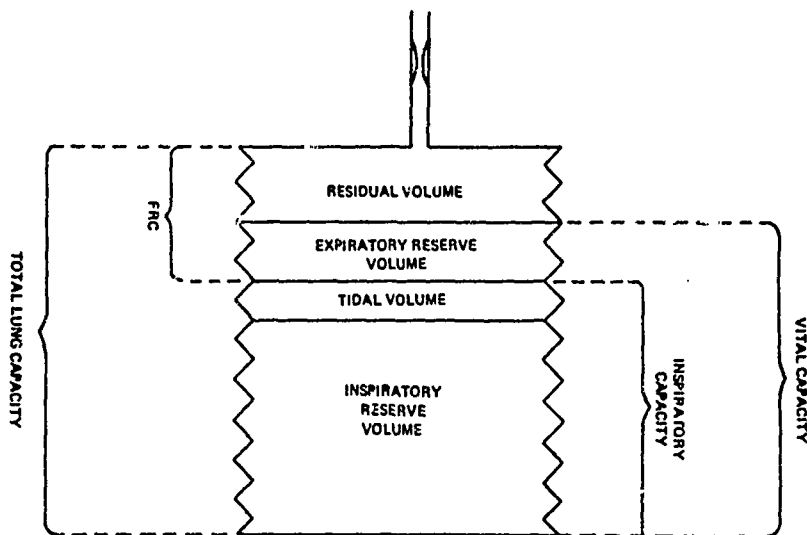 RESIDUAL VOLUME
EXPIRATORY RESERVE
VOLUME
TIDAL VOLUME
INSPIRATORY
RESERVE
VOLUME
FRC
TOTAL LUNG CAPACITY
INSPIRATORY
CAPACITY
VITAL CAPACITY